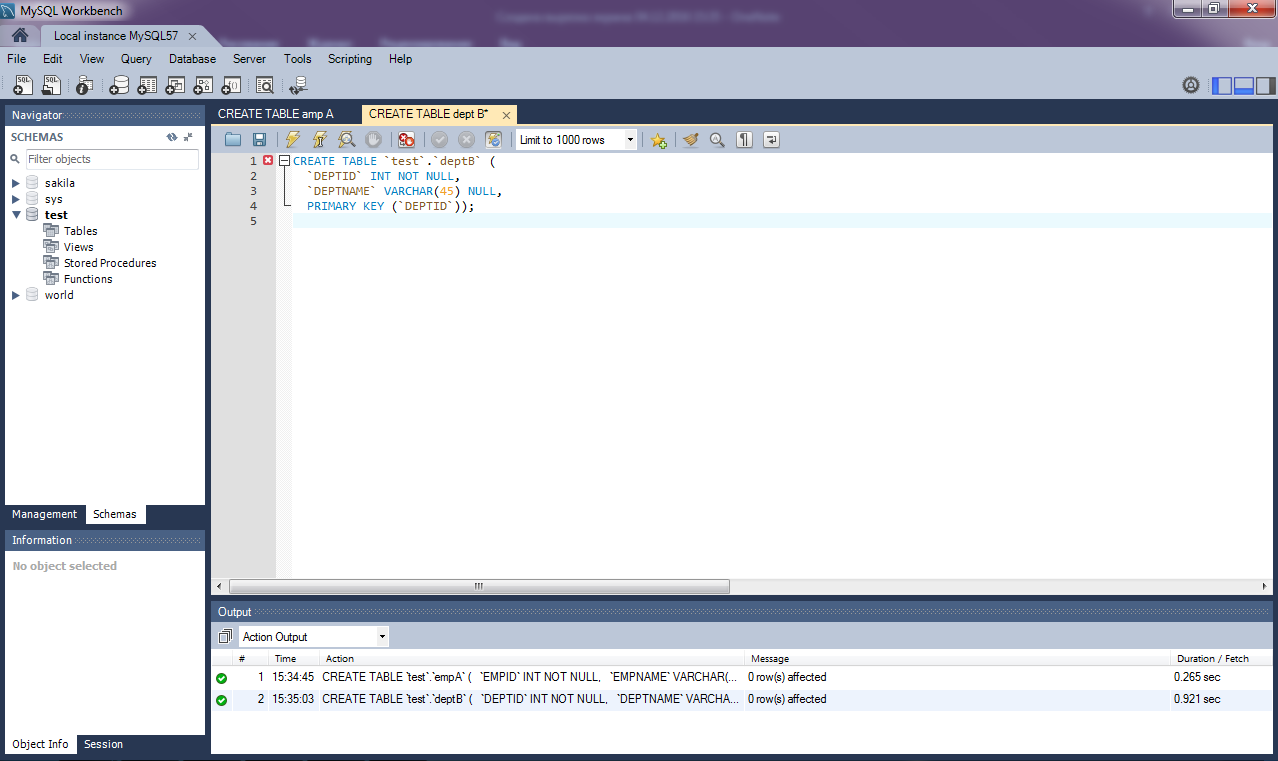 MySQL Workbench
Local instance MySQL57
File Edit View Query Database Server Tools Scripting Help
Navigator
SCHEMAS
Filter objects
sakila
sys
test
Tables
Views
Stored Procedures
Functions
world
Management Schemas
Information
No object selected
Object Info Session
CREATE TABLE amp A CREATE TABLE dept B*
Limit to 1000 rows
1 CREATE TABLE `test`.`deptB` (
2 `DEPTID` INT NOT NULL,
3 `DEPTNAME` VARCHAR(45) NULL,
4 PRIMARY KEY (`DEPTID`));
5
Output
Action Output
# Time Action Message Duration / Fetch
1 15:34:45 CREATE TABLE `test`.`empA` ( `EMPID` INT NOT NULL, `EMPNAME` VARCHAR(... 0 row(s) affected 0.265 sec
2 15:35:03 CREATE TABLE `test`.`deptB` ( `DEPTID` INT NOT NULL, `DEPTNAME` VARCHA... 0 row(s) affected 0.921 sec